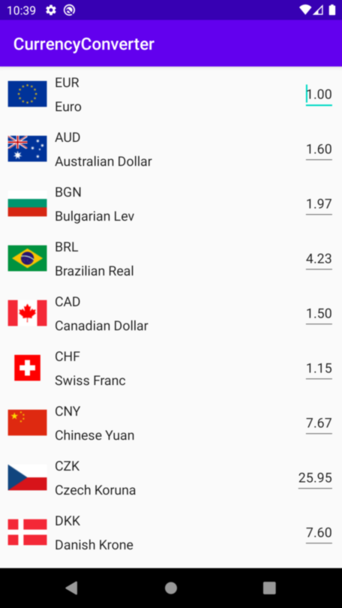 10:39
CurrencyConverter
EUR
Euro
1.00
AUD
Australian Dollar
1.60
BGN
Bulgarian Lev
1.97
BRL
Brazilian Real
4.23
CAD
Canadian Dollar
1.50
CHF
Swiss Franc
1.15
CNY
Chinese Yuan
7.67
CZK
Czech Koruna
25.95
DKK
Danish Krone
7.60